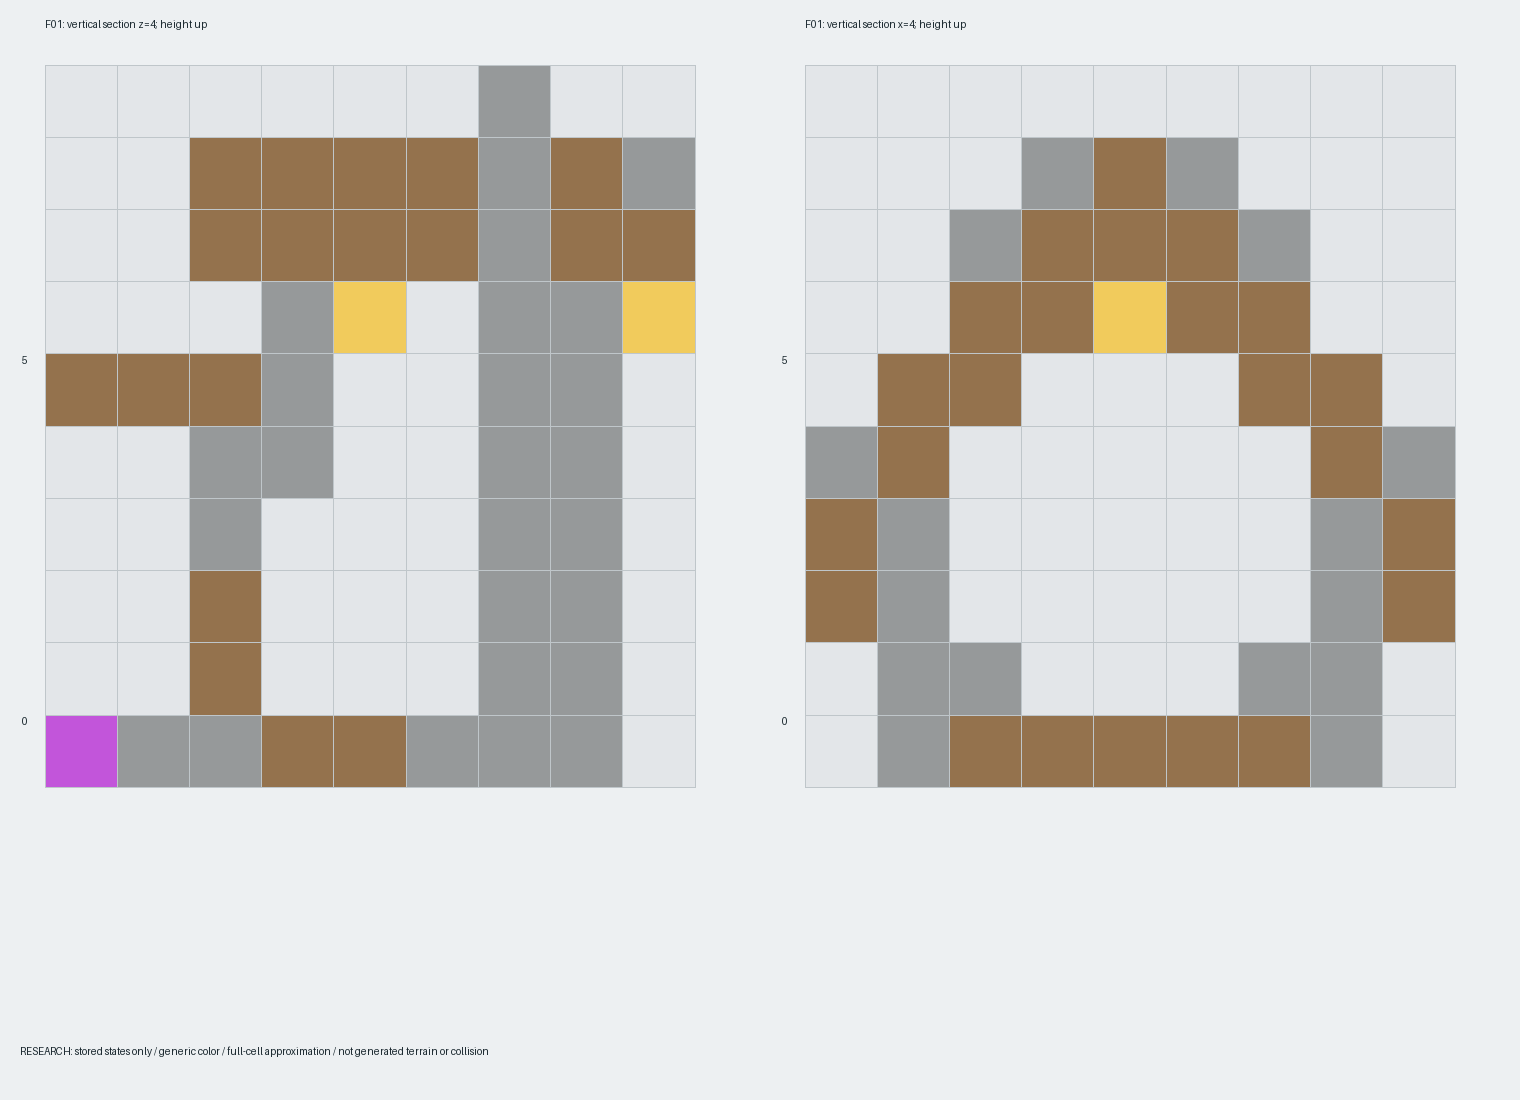 F01: vertical section z=4; height up
F01: vertical section x=4; height up
5
5
0
0
RESEARCH: stored states only / generic color / full-cell approximation / not generated terrain or collision